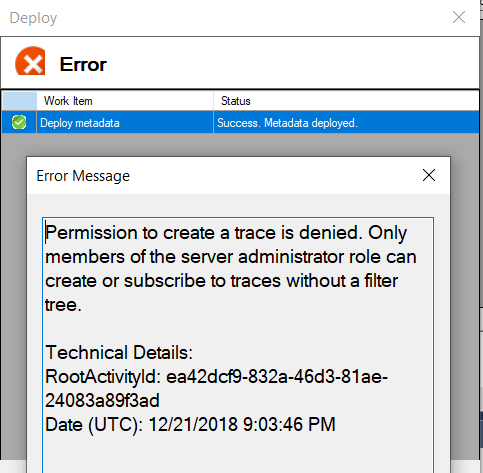 Deploy
Error
Work Item Status
Deploy metadata Success. Metadata deployed.
Error Message
Permission to create a trace is denied. Only
members of the server administrator role can
create or subscribe to traces without a filter
tree.
Technical Details:
RootActivityId: ea42dcf9-832a-46d3-81ae-
24083a89f3ad
Date (UTC): 12/21/2018 9:03:46 PM